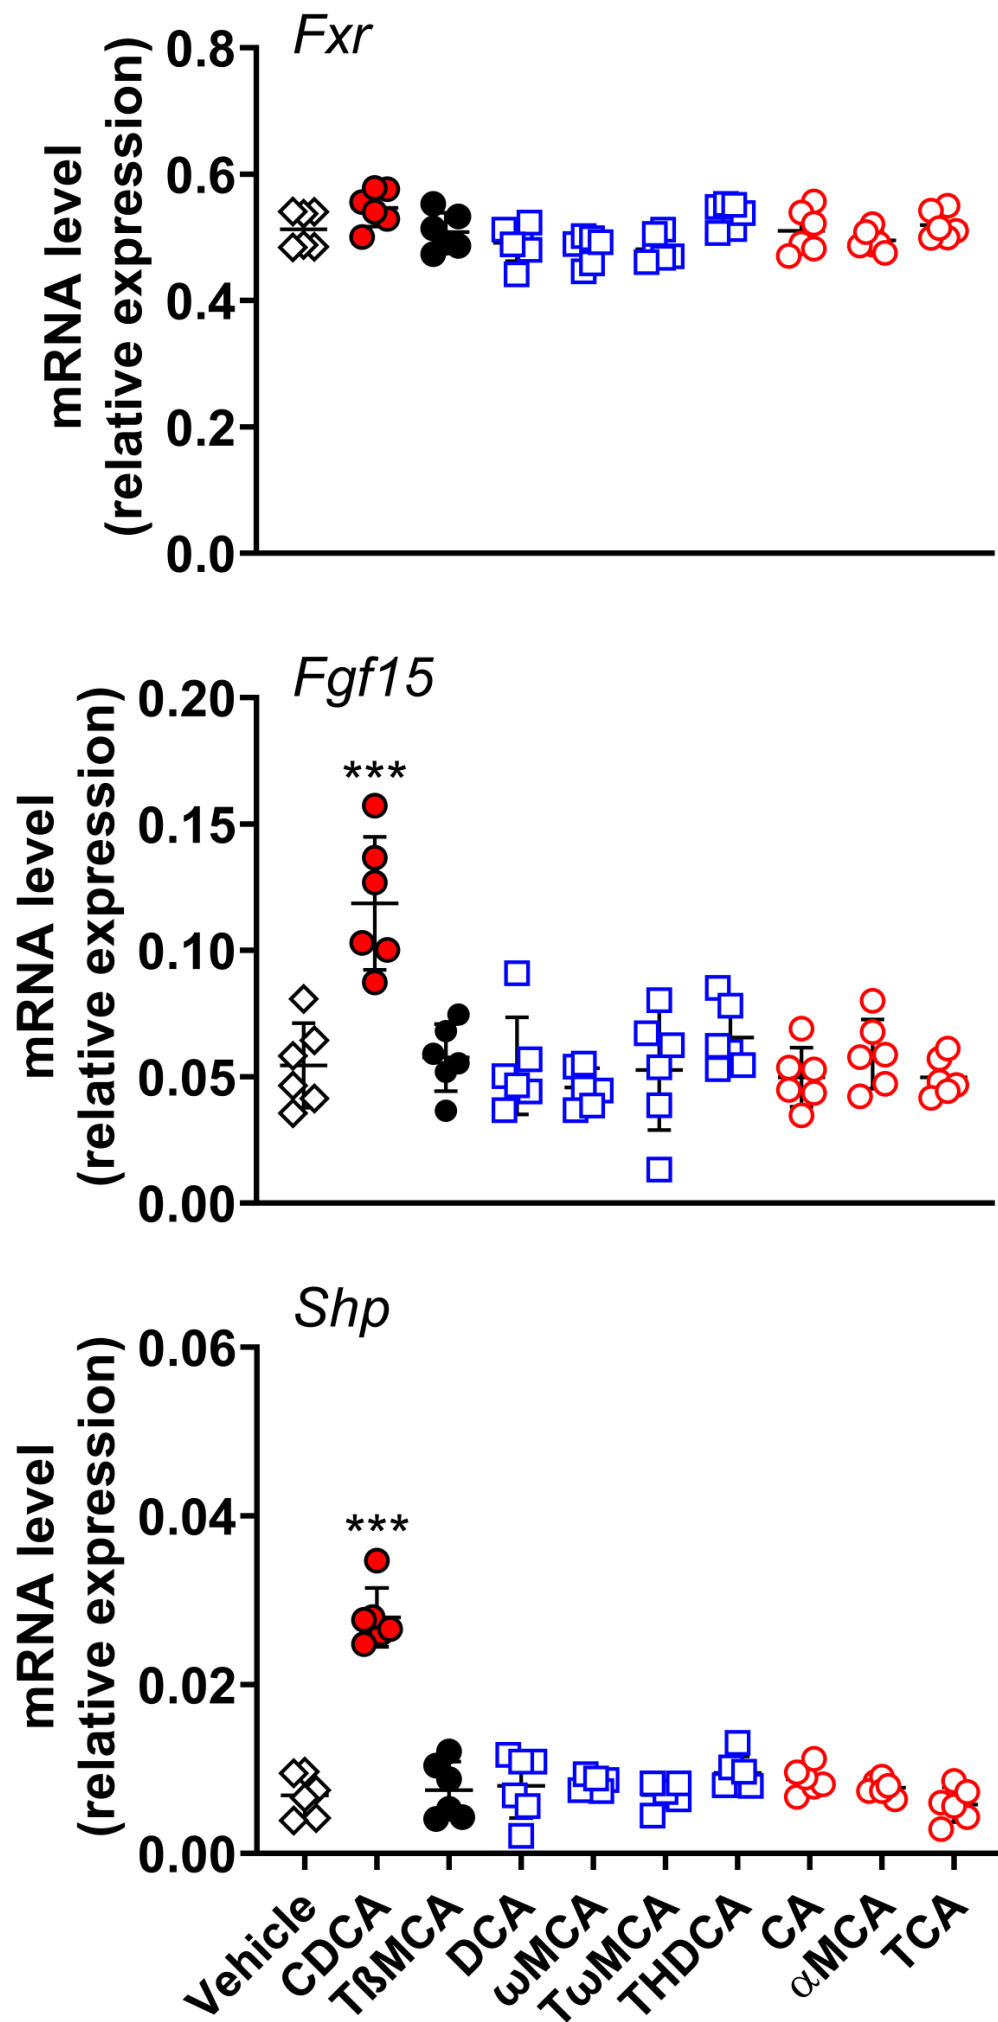 Fxr
mRNA level
(relative expression)
0.8
0.6
0.4
0.2
0.0
Fgf15
mRNA level
(relative expression)
0.20
0.15
0.10
0.05
0.00
***
Shp
mRNA level
(relative expression)
0.06
0.04
0.02
0.00
***
Vehicle
CDCA
TßMCA
DCA
ωMCA
TωMCA
THDCA
CA
αMCA
TCA